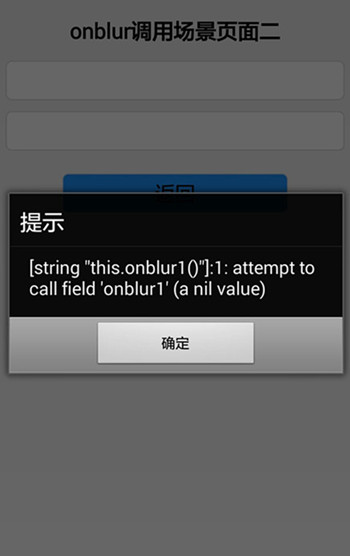 onblur调用场景页面二
返回
提示
[string "this.onblur1()"]:1: attempt to
call field 'onblur1' (a nil value)
确定